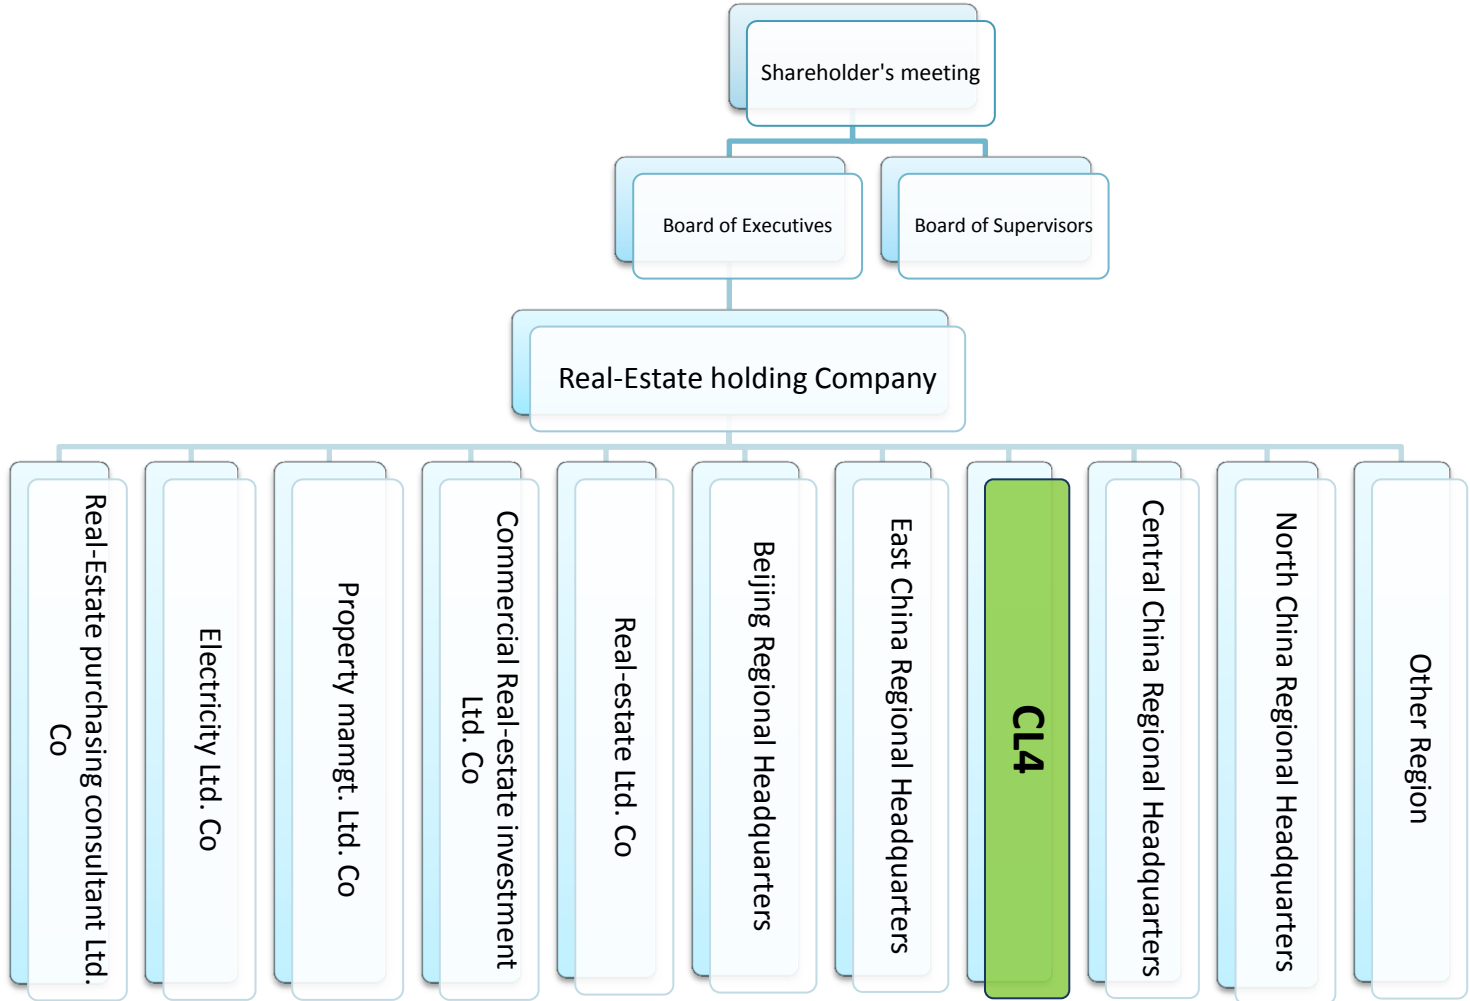 Shareholder's meeting
Board of Executives
Board of Supervisors
Real-Estate holding Company
Real-Estate purchasing consultant Ltd.
Co
Electricity Ltd. Co
Property mamgt. Ltd. Co
Commercial Real-estate investment
Ltd. Co
Real-estate Ltd. Co
Beijing Regional Headquarters
East China Regional Headquarters
CL4
Central China Regional Headquarters
North China Regional Headquarters
Other Region